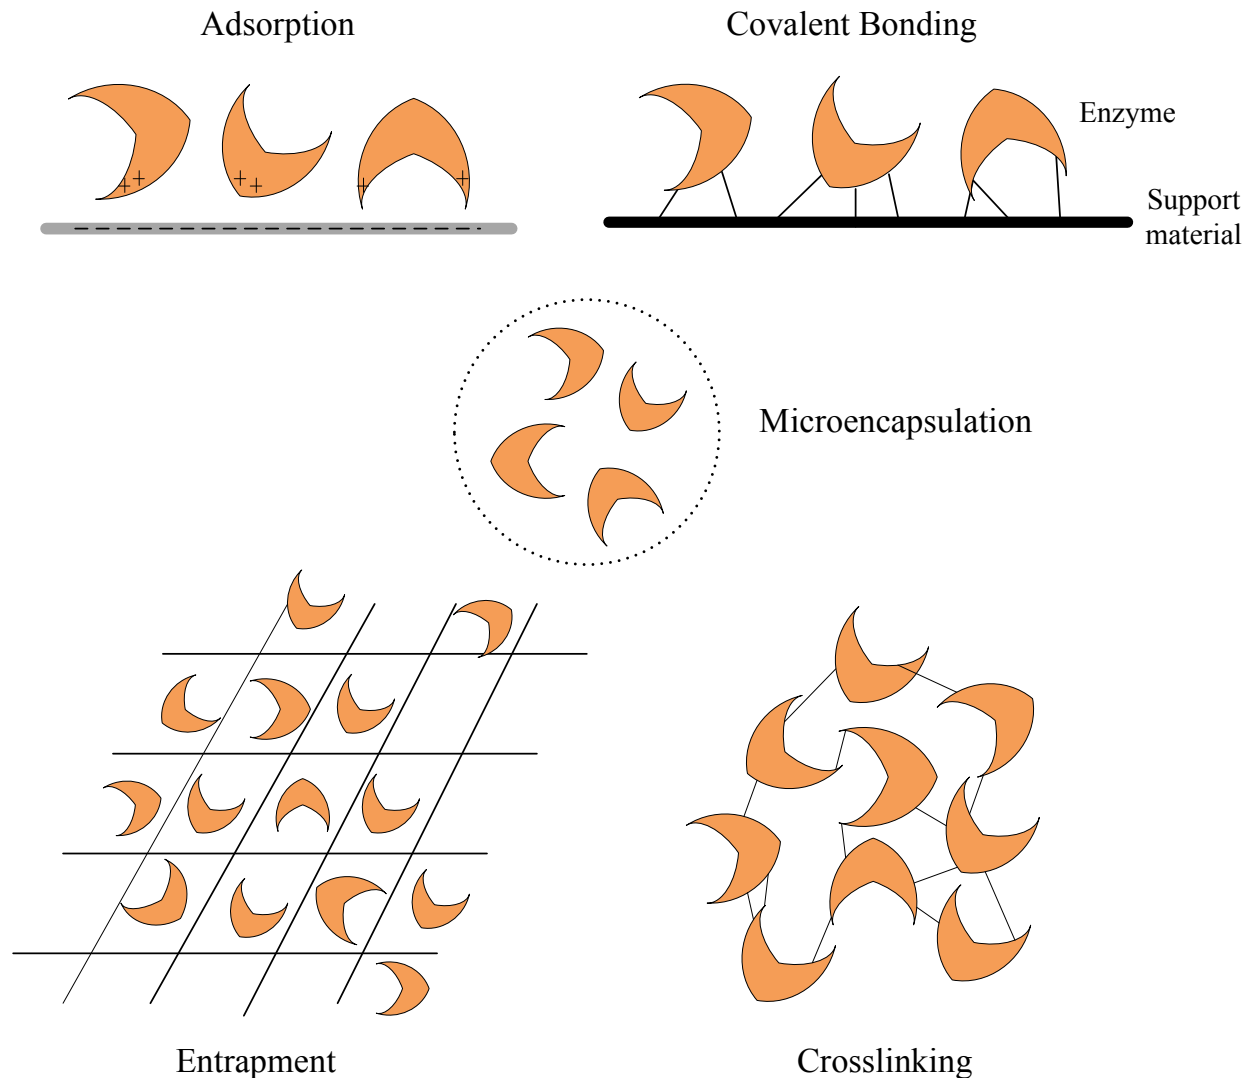 Adsorption
Covalent Bonding
Enzyme
Support
material
Microencapsulation
Entrapment
Crosslinking